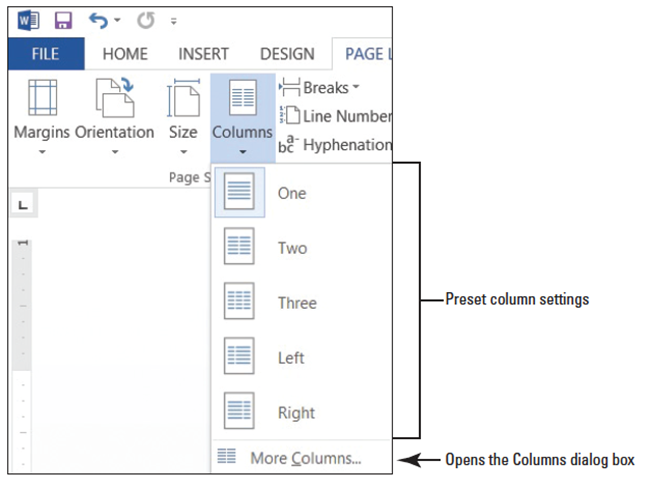 FILE HOME INSERT DESIGN PAGE L
Breaks
Line Number
Hyphenation
Margins Orientation Size Columns
Page S
One
Two
Three
Left
Right
More Columns...
Preset column settings
Opens the Columns dialog box